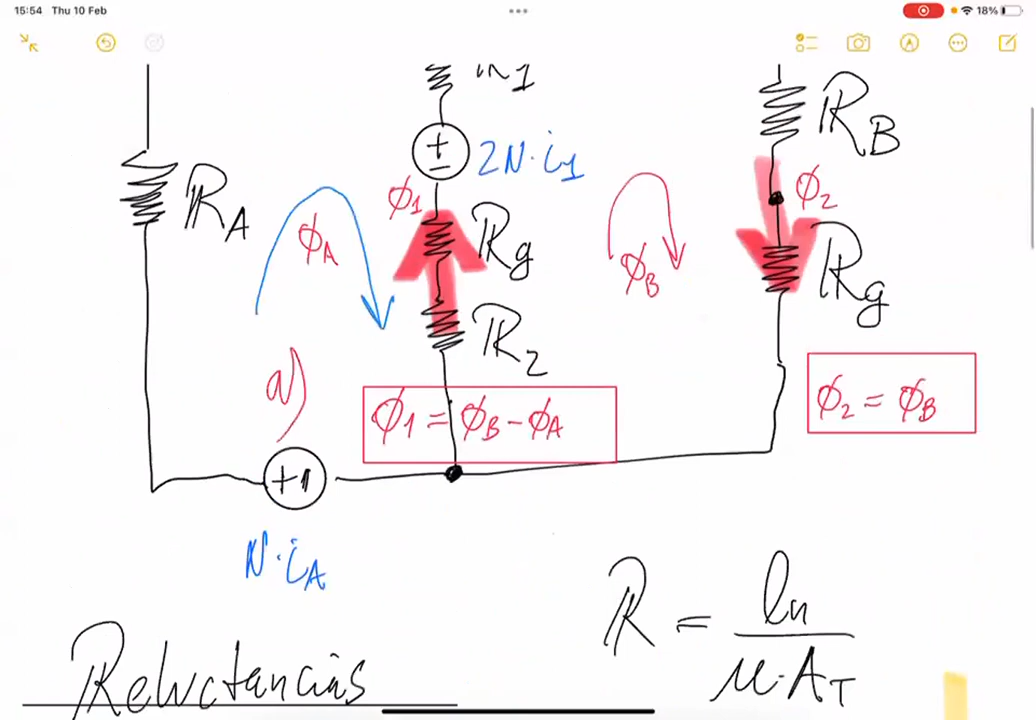 15:54 Thu 10 Feb
18%
R1
RB
+
2N·i1
ϕ1
ϕ2
RA
ϕA
Rg
ϕB
Rg
R2
a)
ϕ1 = ϕB - ϕA
ϕ2 = ϕB
N·iA
R = ln
μ·AT
Reluctancias